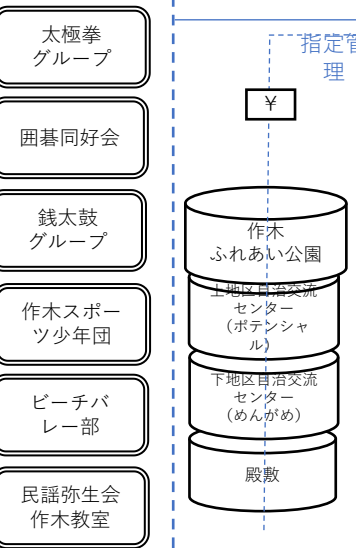 太極拳
グループ
囲碁同好会
銭太鼓
グループ
作木スポー
ツ少年団
ビーチバ
レー部
民謡弥生会
作木教室
指定管
理
¥
作木
ふれあい公園
上地区自治交流
センター
（ポテンシャ
ル）
下地区自治交流
センター
（めんがめ）
殿敷